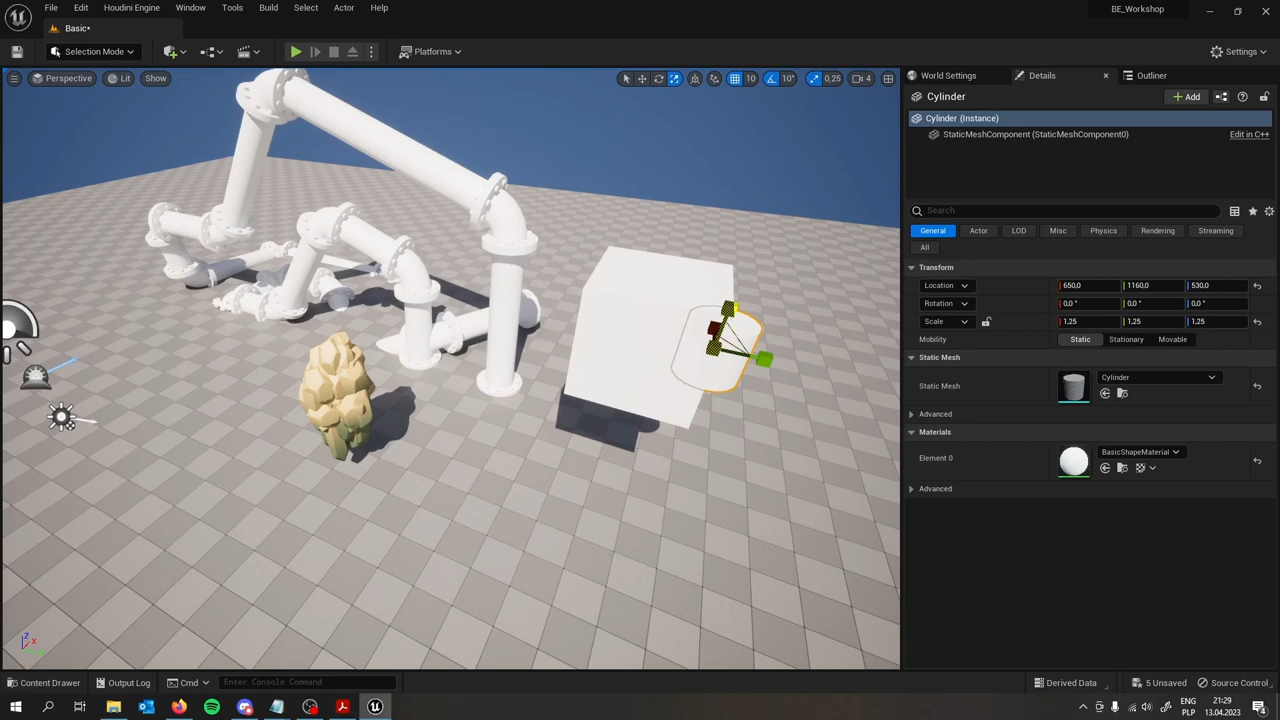 File Edit Window Tools Build Select Actor Help Houdini Engine
BE_Workshop
Basic•
Selection Mode
Platforms
Settings
Perspective Lit Show
10 10° 0,25 4
World Settings Details Outliner
Cylinder
Add
Cylinder (Instance)
StaticMeshComponent (StaticMeshComponent0) Edit in C++
Search
General Actor LOD Misc Physics Rendering Streaming
All
Transform
Location 650,0 1160,0 530,0
Rotation 0,0 ° 0,0 ° 0,0 °
Scale 1,25 1,25 1,25
Mobility Static Stationary Movable
Static Mesh
Static Mesh Cylinder
Advanced
Materials
Element 0 BasicShapeMaterial
Advanced
Z X
Content Drawer Output Log Cmd Enter Console Command Derived Data 5 Unsaved Source Control
ENG 21:29
PLP 13.04.2023